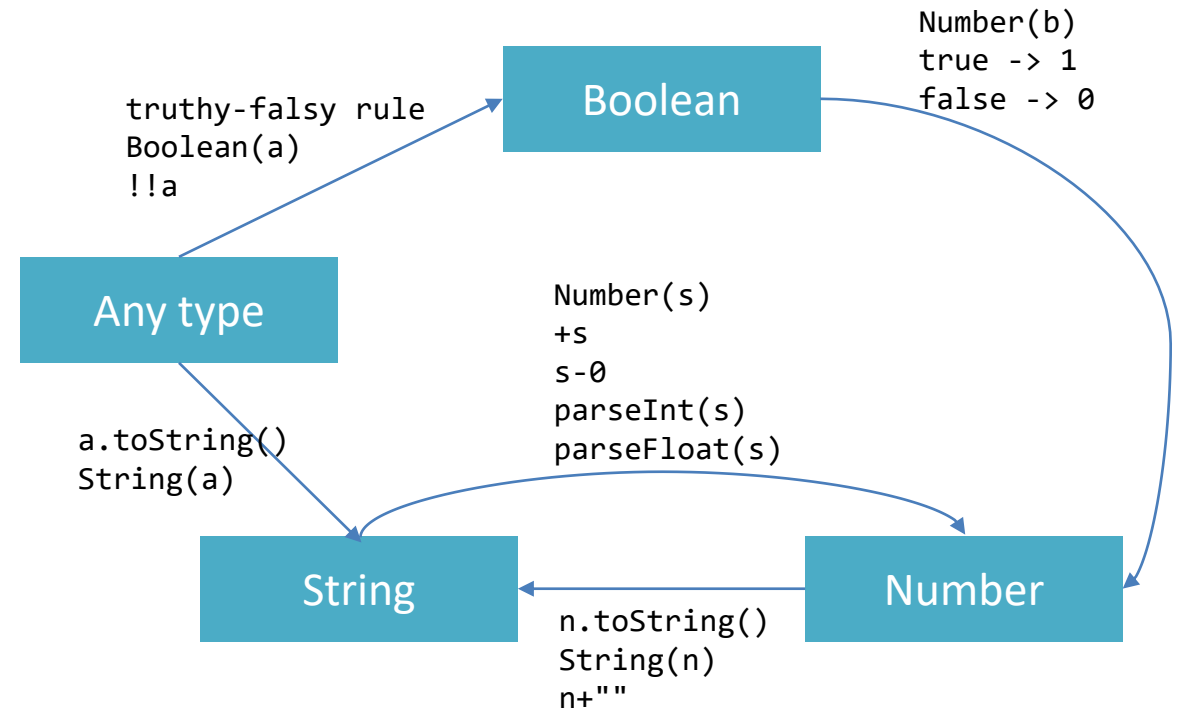 Number(b)
true -> 1
false -> 0
Boolean
truthy-falsy rule
Boolean(a)
!!a
Any type
Number(s)
+s
s-0
parseInt(s)
parseFloat(s)
a.toString()
String(a)
String
Number
n.toString()
String(n)
n+""